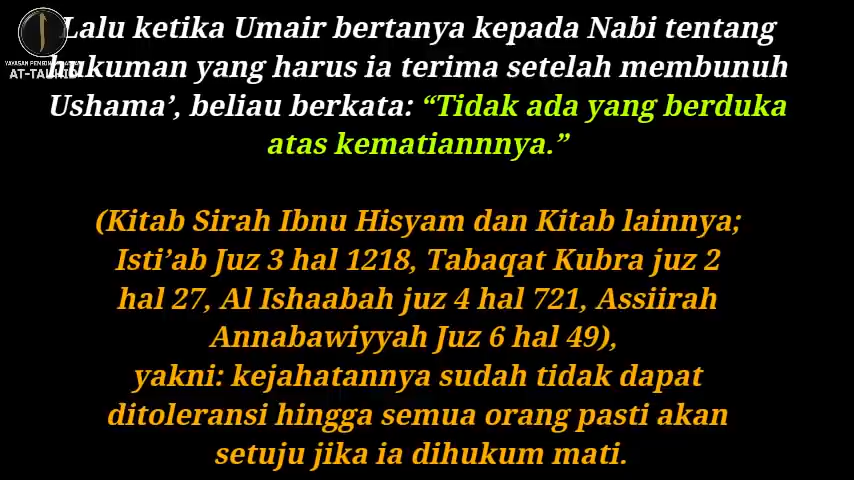 Lalu ketika Umair bertanya kepada Nabi tentang
hukuman yang harus ia terima setelah membunuh
Ushama’, beliau berkata: “Tidak ada yang berduka
atas kematiannnya.”
(Kitab Sirah Ibnu Hisyam dan Kitab lainnya;
Isti’ab Juz 3 hal 1218, Tabaqat Kubra juz 2
hal 27, Al Ishaabah juz 4 hal 721, Assiirah
Annabawiyyah Juz 6 hal 49),
yakni: kejahatannya sudah tidak dapat
ditoleransi hingga semua orang pasti akan
setuju jika ia dihukum mati.
YAYASAN
AT-TAUHID